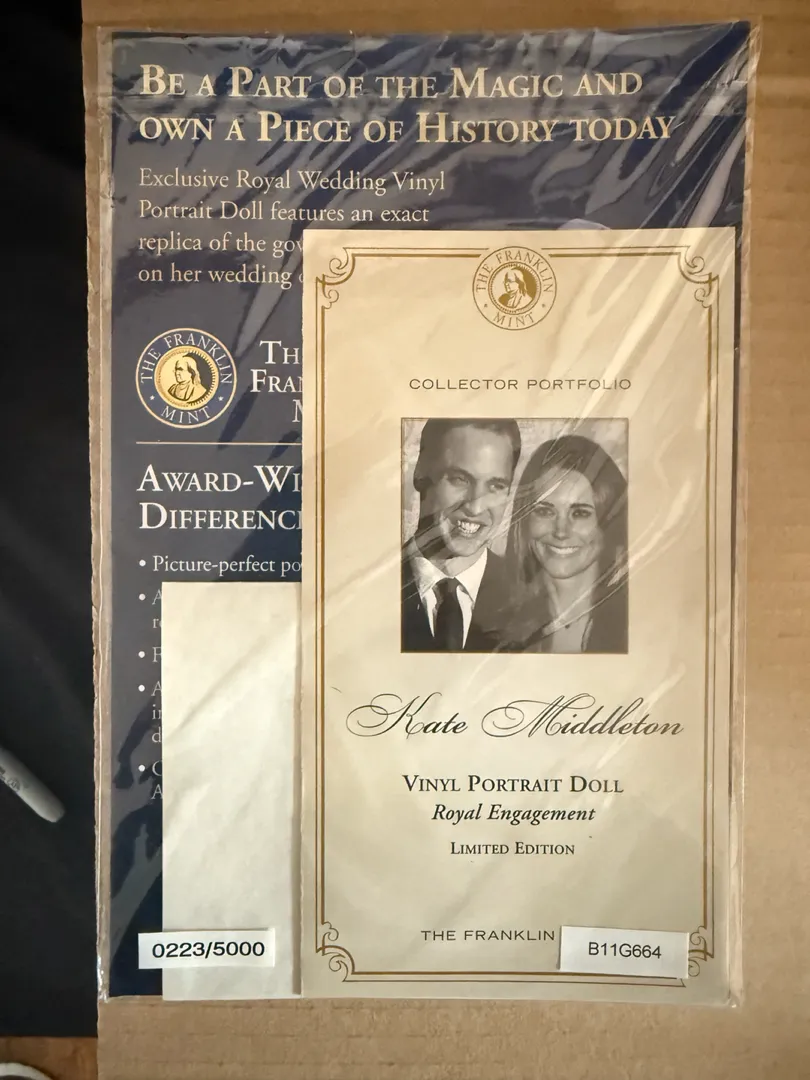 BE A PART OF THE MAGIC AND
OWN A PIECE OF HISTORY TODAY
Exclusive Royal Wedding Vinyl
Portrait Doll features an exact
replica of the
on her wedding
THE FRANKLIN
MINT
COLLECTOR PORTFOLIO
THE FRANKLIN
MINT
AWARD-
DIFFERENC
• Picture-perfect
Kate Middleton
VINYL PORTRAIT DOLL
Royal Engagement
LIMITED EDITION
THE FRANKLIN
0223/5000
B11G664